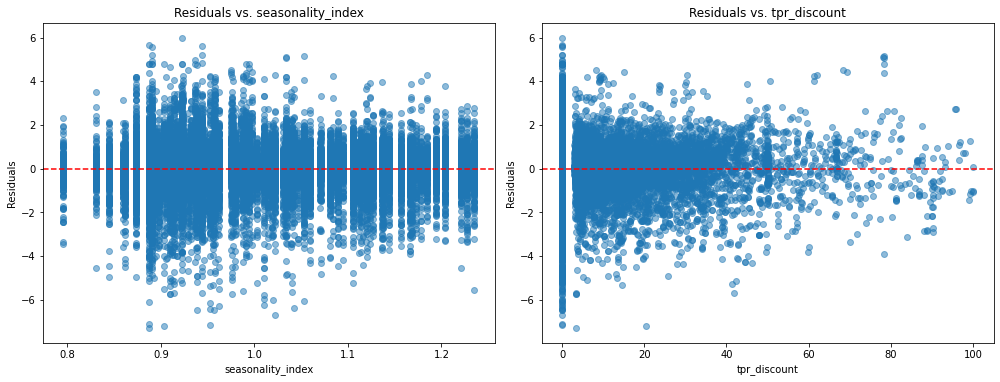 Residuals vs. seasonality_index
Residuals
6
4
2
0
−2
−4
−6
0.8 0.9 1.0 1.1 1.2
seasonality_index
Residuals vs. tpr_discount
Residuals
6
4
2
0
−2
−4
−6
0 20 40 60 80 100
tpr_discount